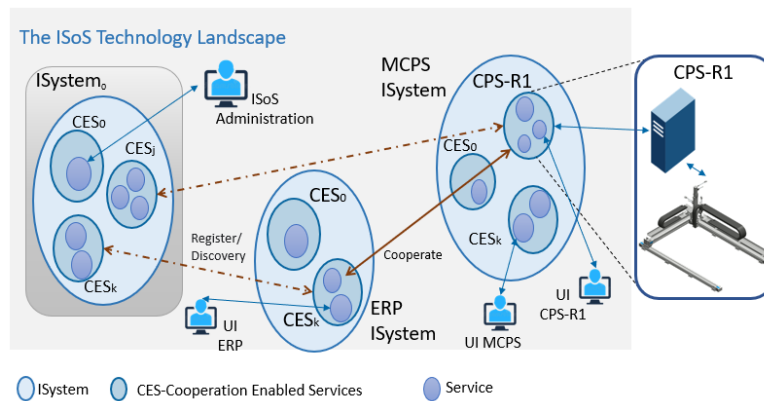 The ISoS Technology Landscape
ISystem₀
CES₀
CESⱼ
CESₖ
ISoS
Administration
MCPS
ISystem
CPS-R1
CES₀
CESₖ
CPS-R1
Register/
Discovery
CES₀
CESₖ
Cooperate
ERP
ISystem
UI
ERP
UI MCPS
UI
CPS-R1
ISystem
CES-Cooperation Enabled Services
Service